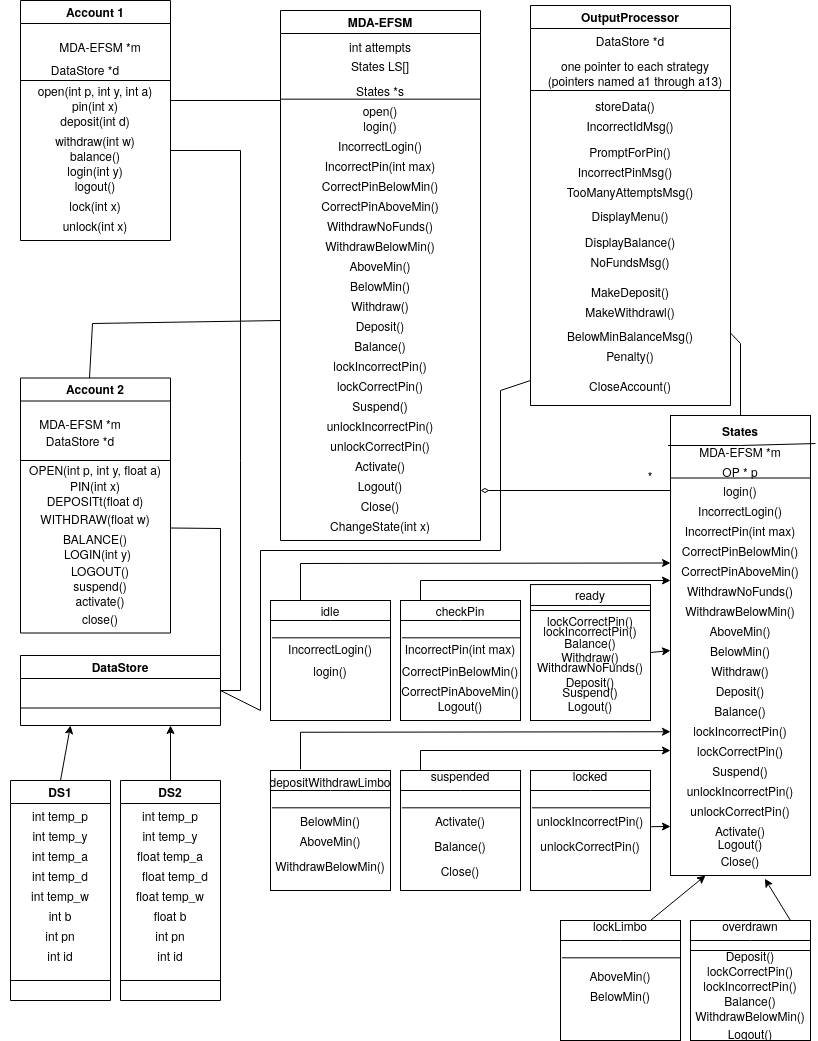 Account 1
MDA-EFSM *m
DataStore *d
open(int p, int y, int a)
pin(int x)
deposit(int d)
withdraw(int w)
balance()
login(int y)
logout()
lock(int x)
unlock(int x)
MDA-EFSM
int attempts
States LS[]
States *s
open()
login()
IncorrectLogin()
IncorrectPin(int max)
CorrectPinBelowMin()
CorrectPinAboveMin()
WithdrawNoFunds()
WithdrawBelowMin()
AboveMin()
BelowMin()
Withdraw()
Deposit()
Balance()
lockIncorrectPin()
lockCorrectPin()
Suspend()
unlockIncorrectPin()
unlockCorrectPin()
Activate()
Logout()
Close()
ChangeState(int x)
OutputProcessor
DataStore *d
one pointer to each strategy
(pointers named a1 through a13)
storeData()
IncorrectIdMsg()
PromptForPin()
IncorrectPinMsg()
TooManyAttemptsMsg()
DisplayMenu()
DisplayBalance()
NoFundsMsg()
MakeDeposit()
MakeWithdrawl()
BelowMinBalanceMsg()
Penalty()
CloseAccount()
Account 2
MDA-EFSM *m
DataStore *d
OPEN(int p, int y, float a)
PIN(int x)
DEPOSITt(float d)
WITHDRAW(float w)
BALANCE()
LOGIN(int y)
LOGOUT()
suspend()
activate()
close()
*
States
MDA-EFSM *m
OP * p
login()
IncorrectLogin()
IncorrectPin(int max)
CorrectPinBelowMin()
CorrectPinAboveMin()
WithdrawNoFunds()
WithdrawBelowMin()
AboveMin()
BelowMin()
Withdraw()
Deposit()
Balance()
lockIncorrectPin()
lockCorrectPin()
Suspend()
unlockIncorrectPin()
unlockCorrectPin()
Activate()
Logout()
Close()
idle
IncorrectLogin()
login()
checkPin
IncorrectPin(int max)
CorrectPinBelowMin()
CorrectPinAboveMin()
Logout()
ready
lockCorrectPin()
lockIncorrectPin()
Balance()
Withdraw()
WithdrawNoFunds()
Deposit()
Suspend()
Logout()
DataStore
DS1
int temp_p
int temp_y
int temp_a
int temp_d
int temp_w
int b
int pn
int id
DS2
int temp_p
int temp_y
float temp_a
float temp_d
float temp_w
float b
int pn
int id
depositWithdrawLimbo
BelowMin()
AboveMin()
WithdrawBelowMin()
suspended
Activate()
Balance()
Close()
locked
unlockIncorrectPin()
unlockCorrectPin()
lockLimbo
AboveMin()
BelowMin()
overdrawn
Deposit()
lockCorrectPin()
lockIncorrectPin()
Balance()
WithdrawBelowMin()
Logout()